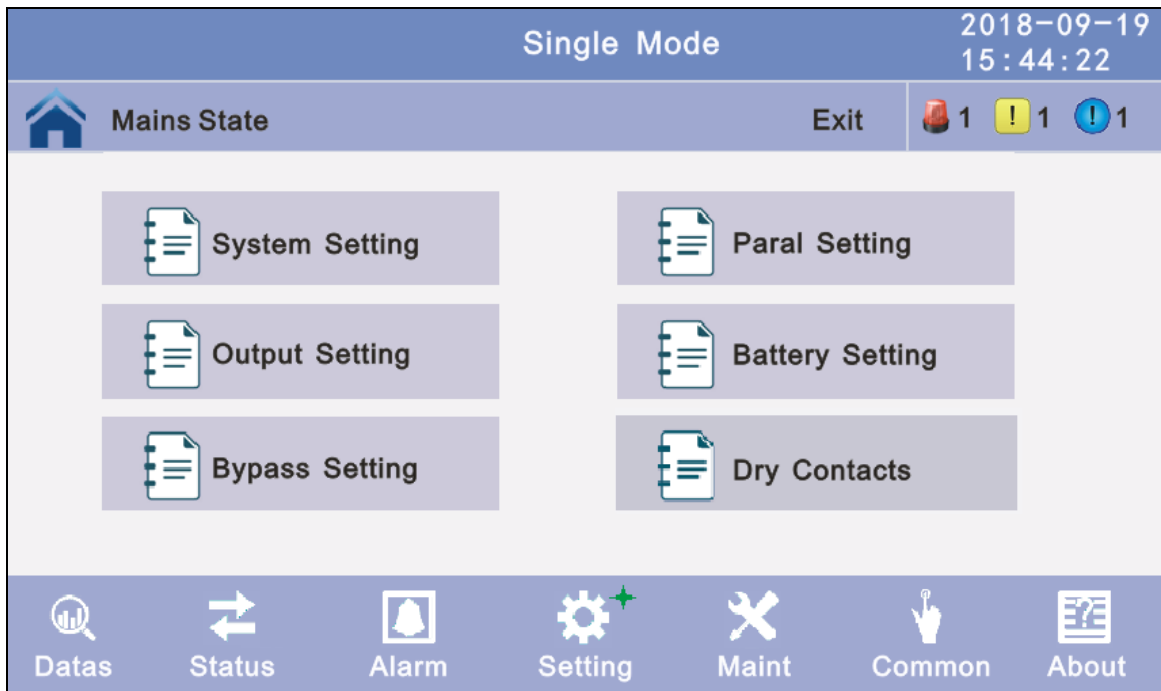 Single Mode
2018-09-19
15:44:22
Mains State
Exit
1
! 1
! 1
System Setting
Paral Setting
Output Setting
Battery Setting
Bypass Setting
Dry Contacts
?
Datas
Status
Alarm
Setting
Maint
Common
About